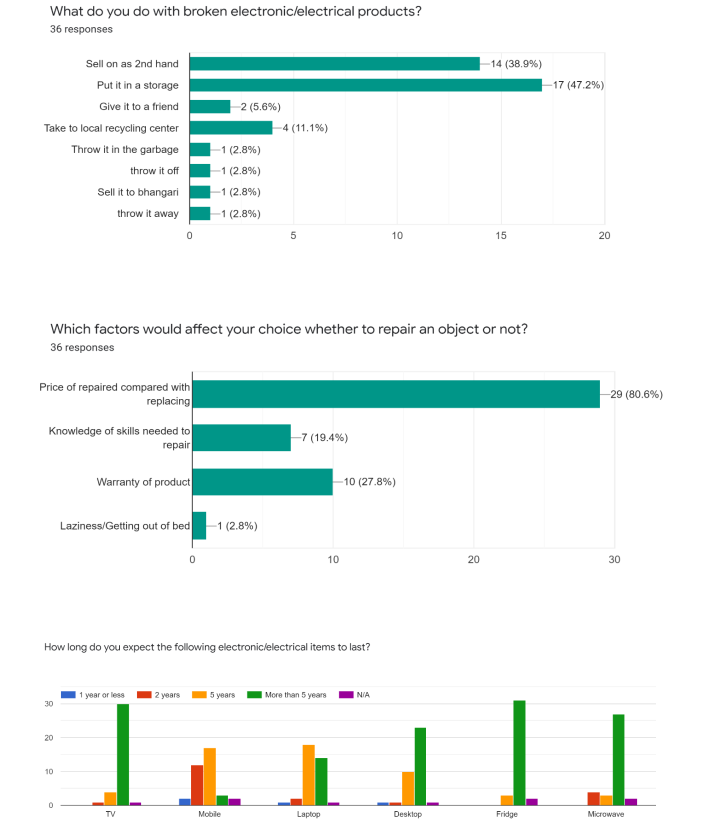 What do you do with broken electronic/electrical products?
36 responses
Sell on as 2nd hand
14 (38.9%)
Put it in a storage
17 (47.2%)
Give it to a friend
2 (5.6%)
Take to local recycling center
4 (11.1%)
Throw it in the garbage
1 (2.8%)
throw it off
1 (2.8%)
Sell it to bhangari
1 (2.8%)
throw it away
1 (2.8%)
0 5 10 15 20
Which factors would affect your choice whether to repair an object or not?
36 responses
Price of repaired compared with
replacing
29 (80.6%)
Knowledge of skills needed to
repair
7 (19.4%)
Warranty of product
10 (27.8%)
Laziness/Getting out of bed
1 (2.8%)
0 10 20 30
How long do you expect the following electronic/electrical items to last?
1 year or less 2 years 5 years More than 5 years N/A
30
20
10
0
TV Mobile Laptop Desktop Fridge Microwave